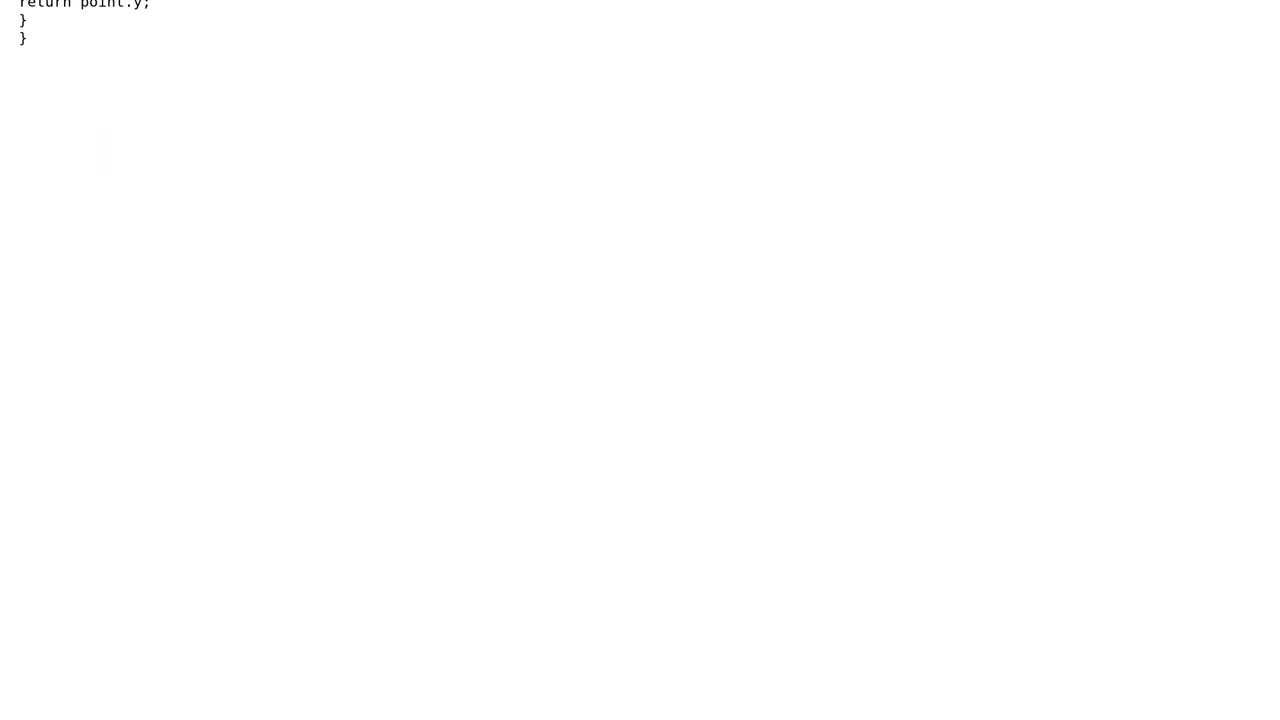 return point.y;
}
}